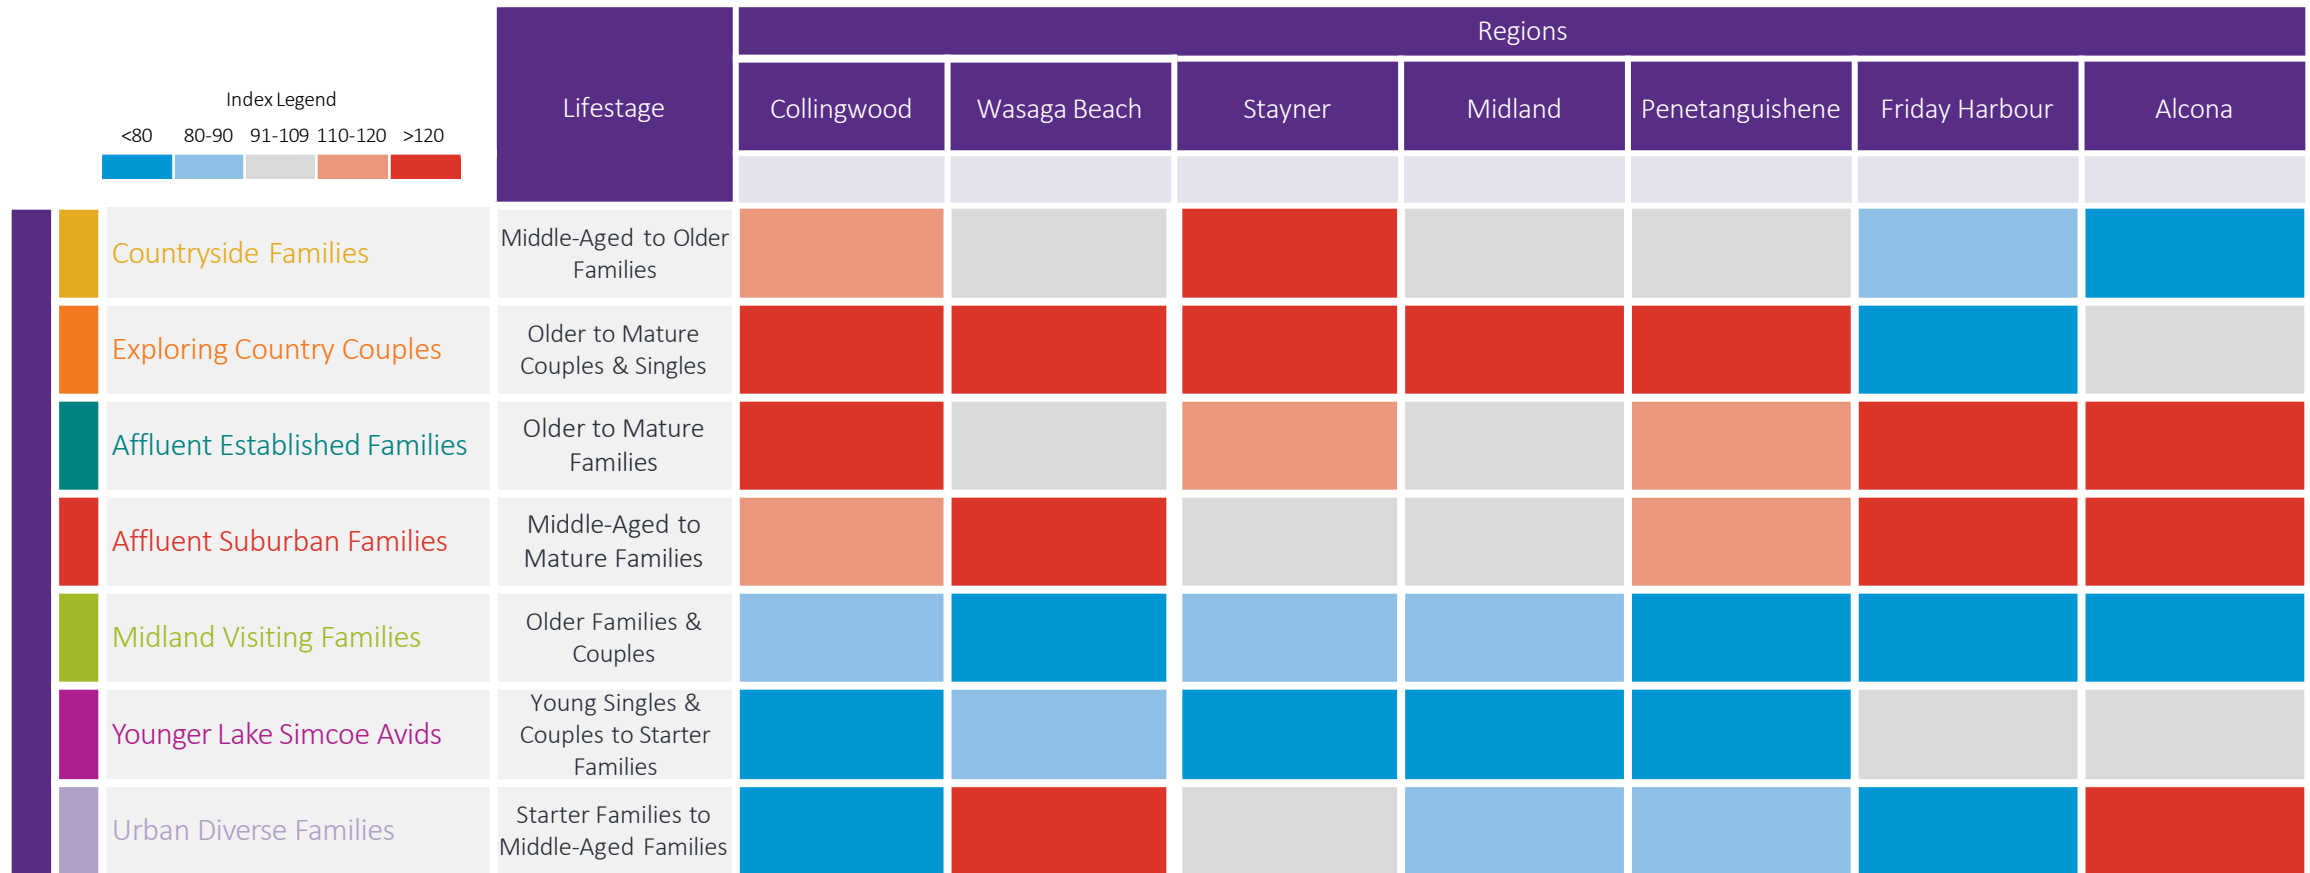 Regions
Index Legend
<80 80-90 91-109 110-120 >120
Lifestage
Collingwood Wasaga Beach Stayner Midland Penetanguishene Friday Harbour Alcona
Countryside Families
Middle-Aged to Older
Families
Exploring Country Couples
Older to Mature
Couples & Singles
Affluent Established Families
Older to Mature
Families
Affluent Suburban Families
Middle-Aged to
Mature Families
Midland Visiting Families
Older Families &
Couples
Younger Lake Simcoe Avids
Young Singles &
Couples to Starter
Families
Urban Diverse Families
Starter Families to
Middle-Aged Families